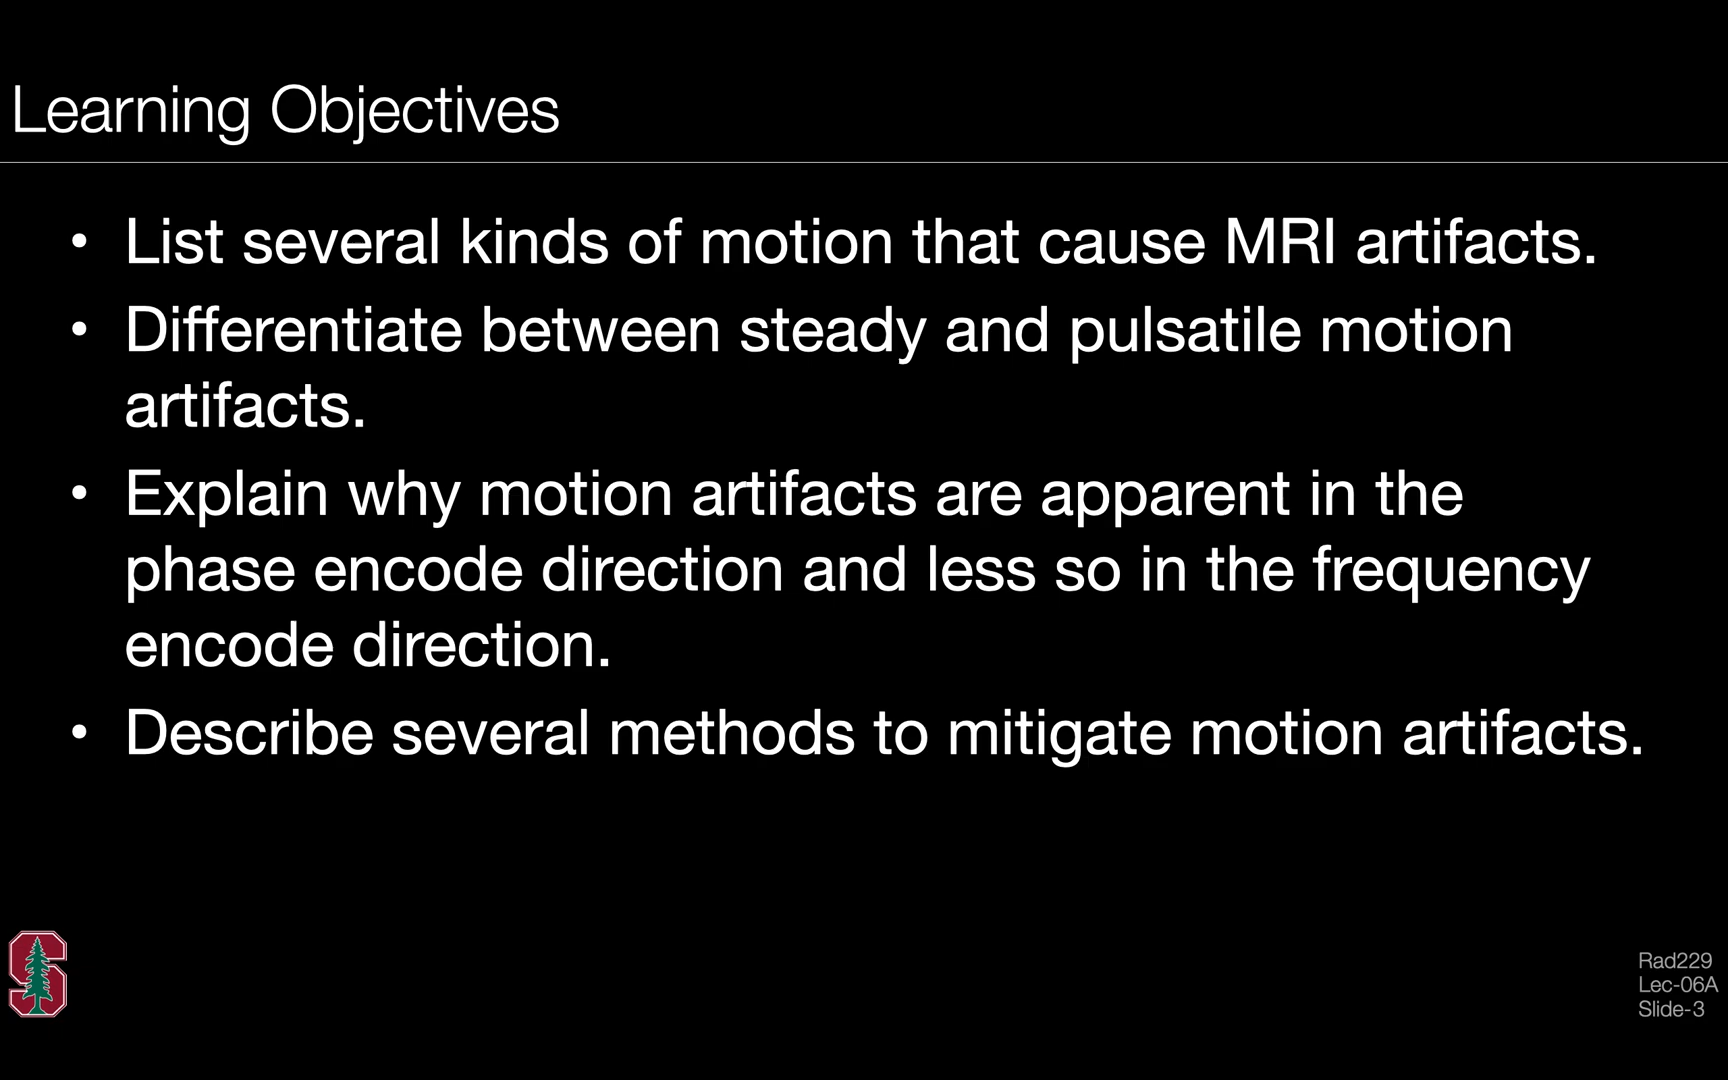 Learning Objectives
• List several kinds of motion that cause MRI artifacts.
• Differentiate between steady and pulsatile motion
artifacts.
• Explain why motion artifacts are apparent in the
phase encode direction and less so in the frequency
encode direction.
• Describe several methods to mitigate motion artifacts.
Rad229
Lec-06A
Slide-3